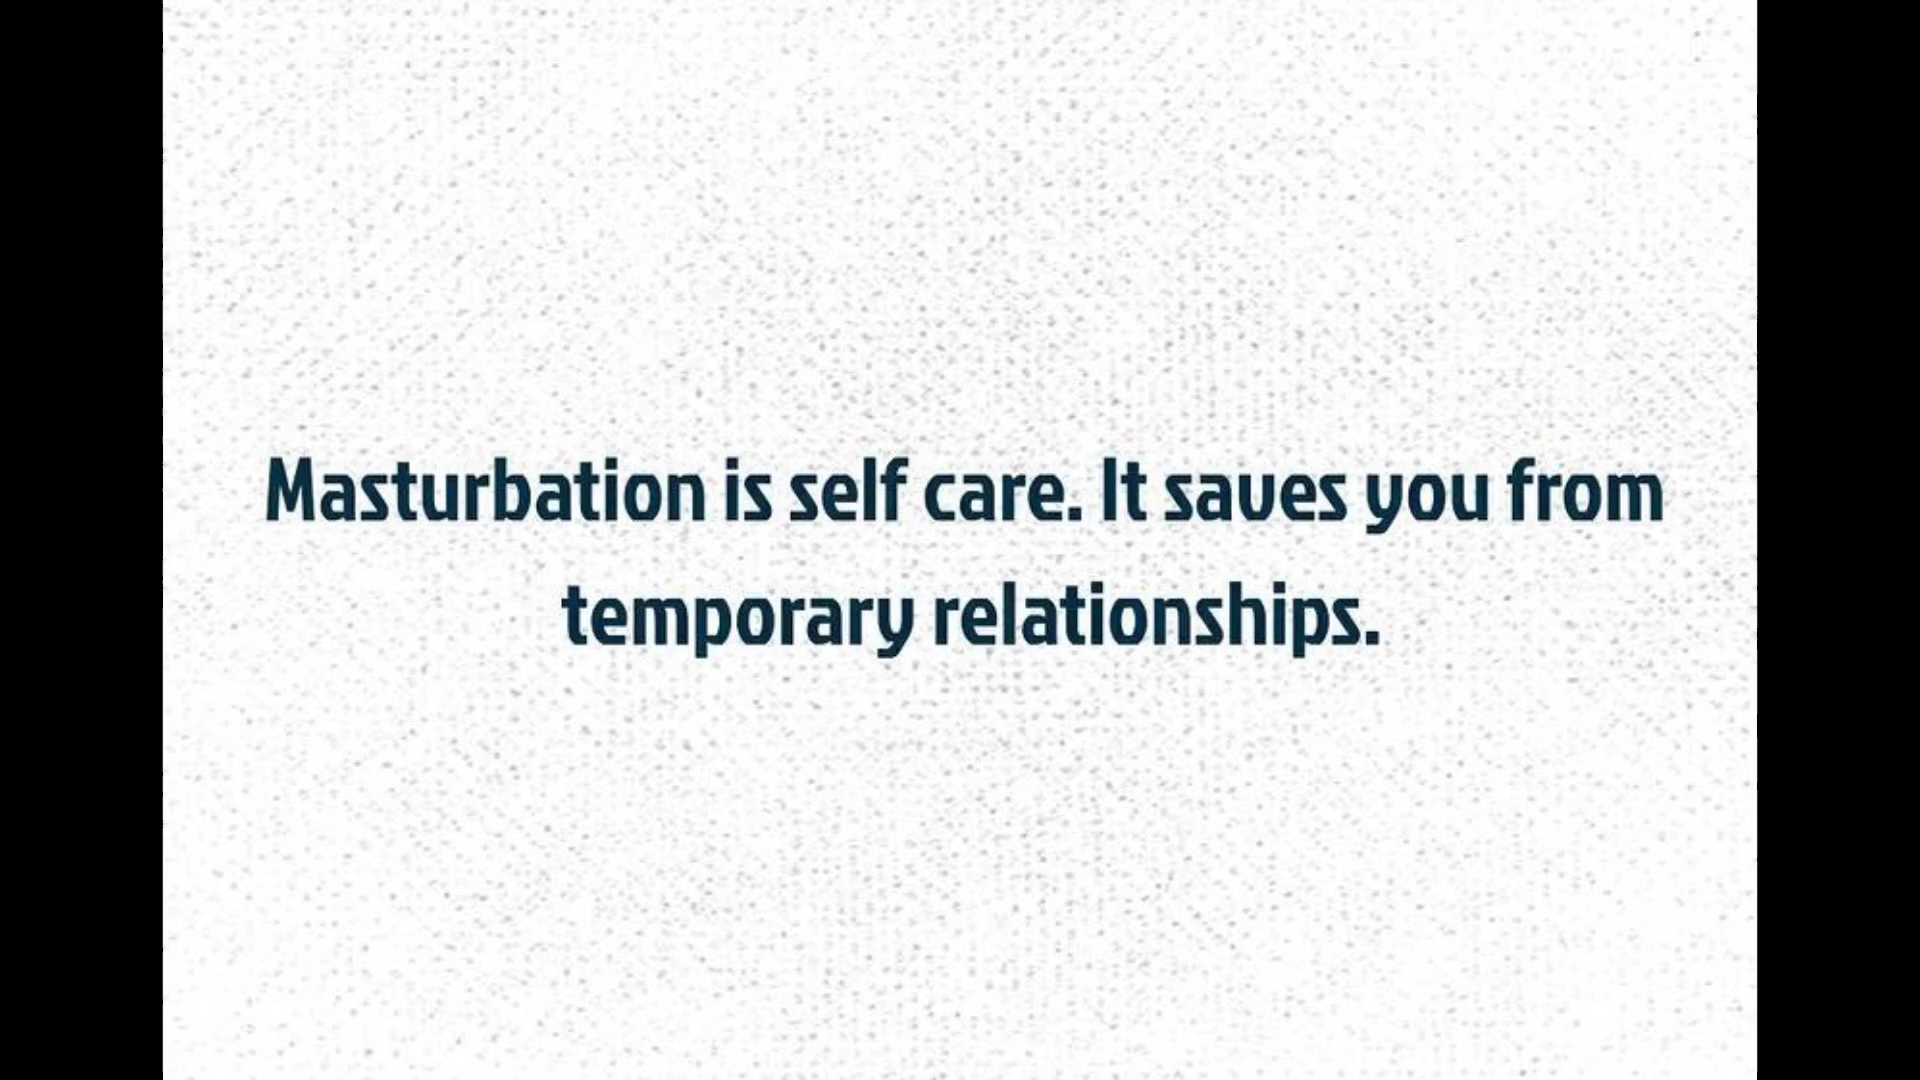 Masturbation is self care. It saves you from
temporary relationships.